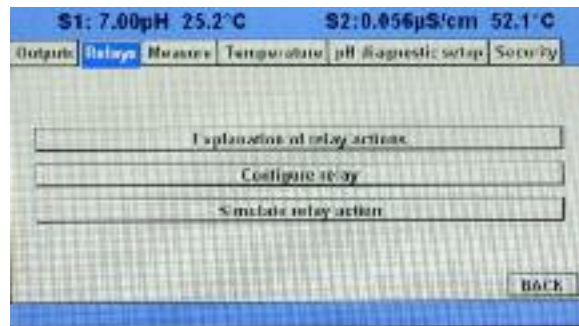 S1: 7.00pH 25.2°C S2:0.056µS/cm 52.1°C
Outputs Relays Measure Temperature pH diagnostic setup Security
Explanation of relay actions
Configure relay
Simulate relay action
BACK